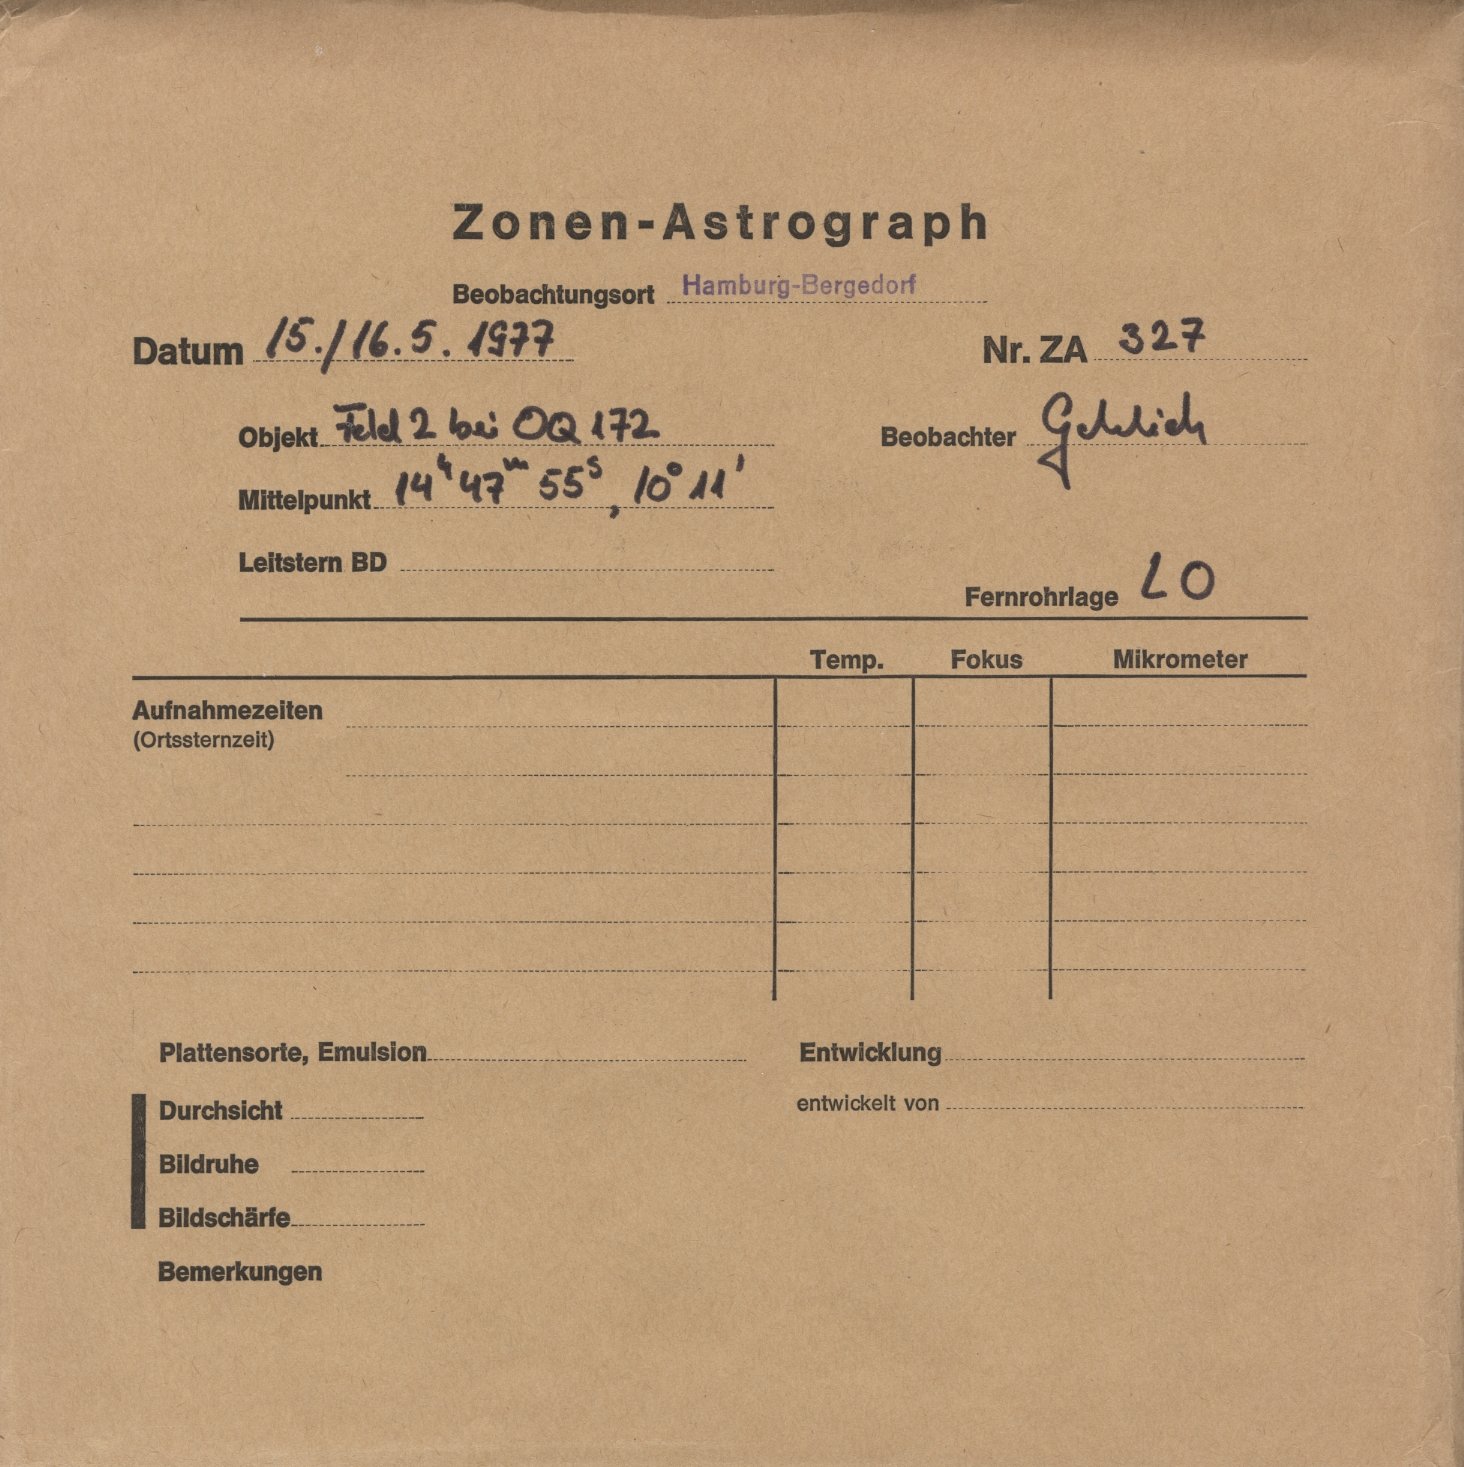 Zonen-Astrograph
Beobachtungsort Hamburg-Bergedorf
Datum 15./16.5.1977 Nr. ZA 327
Objekt Feld 2 bei OQ 172 Beobachter Gehlich
Mittelpunkt 14h 47m 55s, 10° 11'
Leitstern BD
Fernrohrlage LO
Temp. Fokus Mikrometer
Aufnahmezeiten
(Ortssternzeit)
Plattensorte, Emulsion Entwicklung
Durchsicht entwickelt von
Bildruhe
Bildschärfe
Bemerkungen